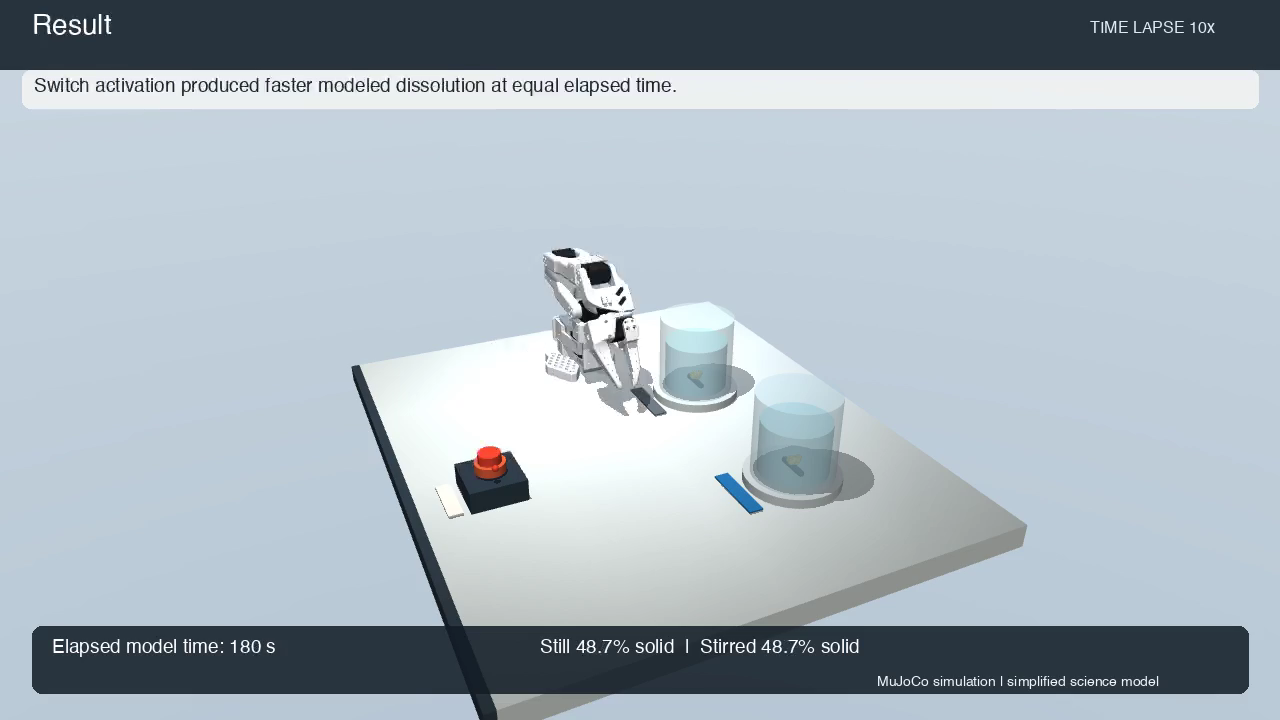 Result
TIME LAPSE 10x
Switch activation produced faster modeled dissolution at equal elapsed time.
Elapsed model time: 180 s
Still 48.7% solid | Stirred 48.7% solid
MuJoCo simulation | simplified science model